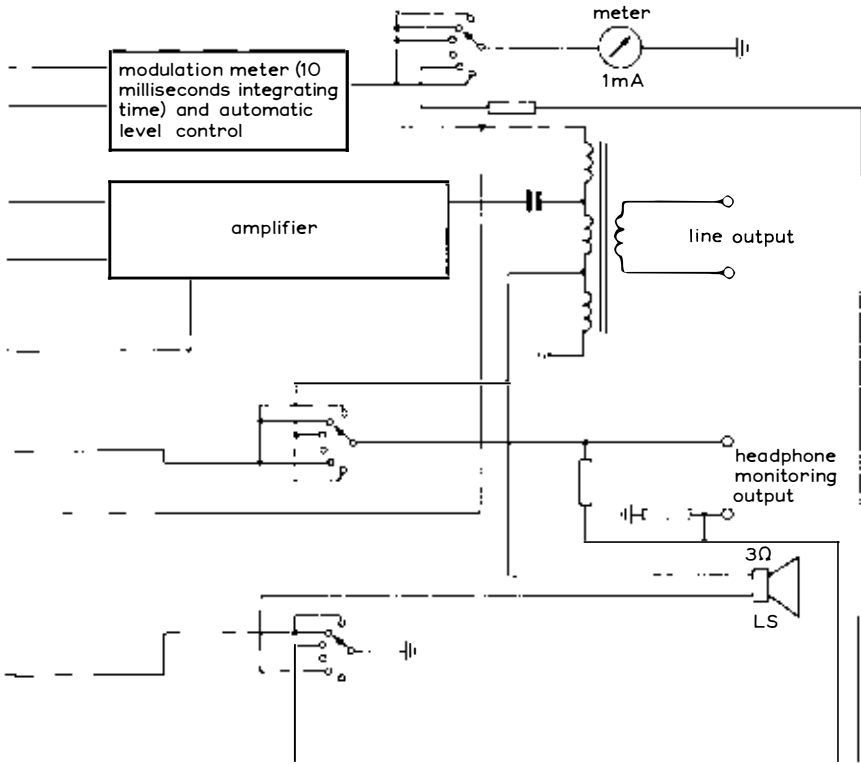 meter
1mA
modulation meter (10
milliseconds integrating
time) and automatic
level control
amplifier
line output
headphone
monitoring
output
3Ω
LS